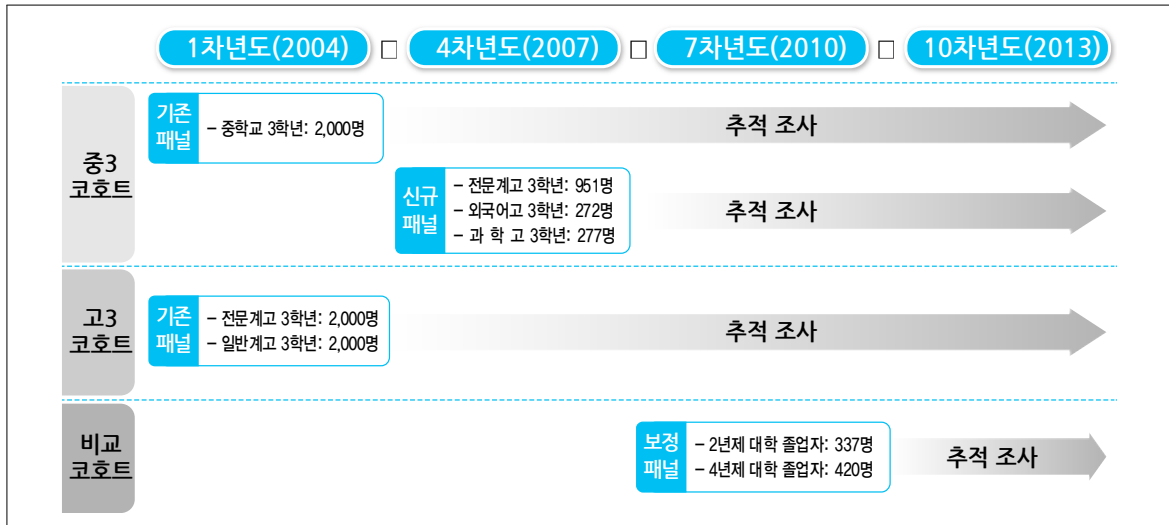 1차년도(2004) □ 4차년도(2007) □ 7차년도(2010) □ 10차년도(2013)
중3
코호트
기존
패널
– 중학교 3학년: 2,000명
추적 조사
신규
패널
– 전문계고 3학년: 951명
– 외국어고 3학년: 272명
– 과 학 고 3학년: 277명
추적 조사
고3
코호트
기존
패널
– 전문계고 3학년: 2,000명
– 일반계고 3학년: 2,000명
추적 조사
비교
코호트
보정
패널
– 2년제 대학 졸업자: 337명
– 4년제 대학 졸업자: 420명
추적 조사